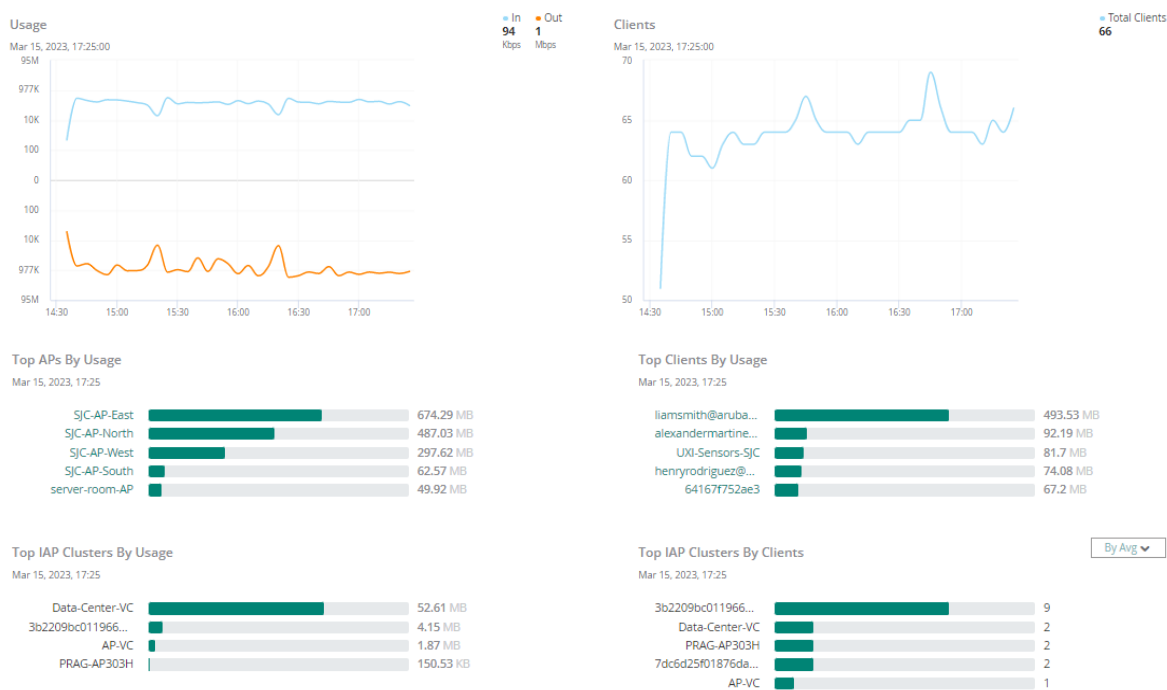 Usage
Mar 15, 2023, 17:25:00
In Out
94 1
Kbps Mbps
95M
977K
10K
100
0
100
10K
977K
95M
14:30 15:00 15:30 16:00 16:30 17:00
Clients
Mar 15, 2023, 17:25:00
Total Clients
66
70
65
60
55
50
14:30 15:00 15:30 16:00 16:30 17:00
Top APs By Usage
Mar 15, 2023, 17:25
SJC-AP-East 674.29 MB
SJC-AP-North 487.03 MB
SJC-AP-West 297.62 MB
SJC-AP-South 62.57 MB
server-room-AP 49.92 MB
Top Clients By Usage
Mar 15, 2023, 17:25
liamsmith@aruba... 493.53 MB
alexandermartine... 92.19 MB
UXI-Sensors-SJC 81.7 MB
henryrodriguez@... 74.08 MB
64167f752ae3 67.2 MB
Top IAP Clusters By Usage
Mar 15, 2023, 17:25
Data-Center-VC 52.61 MB
3b2209bc011966... 4.15 MB
AP-VC 1.87 MB
PRAG-AP303H 150.53 KB
Top IAP Clusters By Clients
By Avg
Mar 15, 2023, 17:25
3b2209bc011966... 9
Data-Center-VC 2
PRAG-AP303H 2
7dc6d25f01876da... 2
AP-VC 1